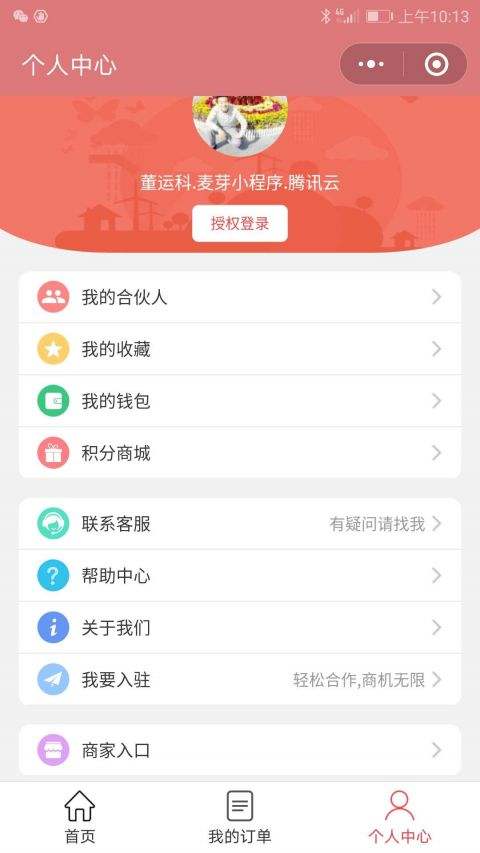 4G 上午10:13
个人中心
董运科.麦芽小程序.腾讯云
授权登录
我的合伙人
我的收藏
我的钱包
积分商城
联系客服 有疑问请找我
帮助中心
关于我们
我要入驻 轻松合作,商机无限
商家入口
首页 我的订单 个人中心